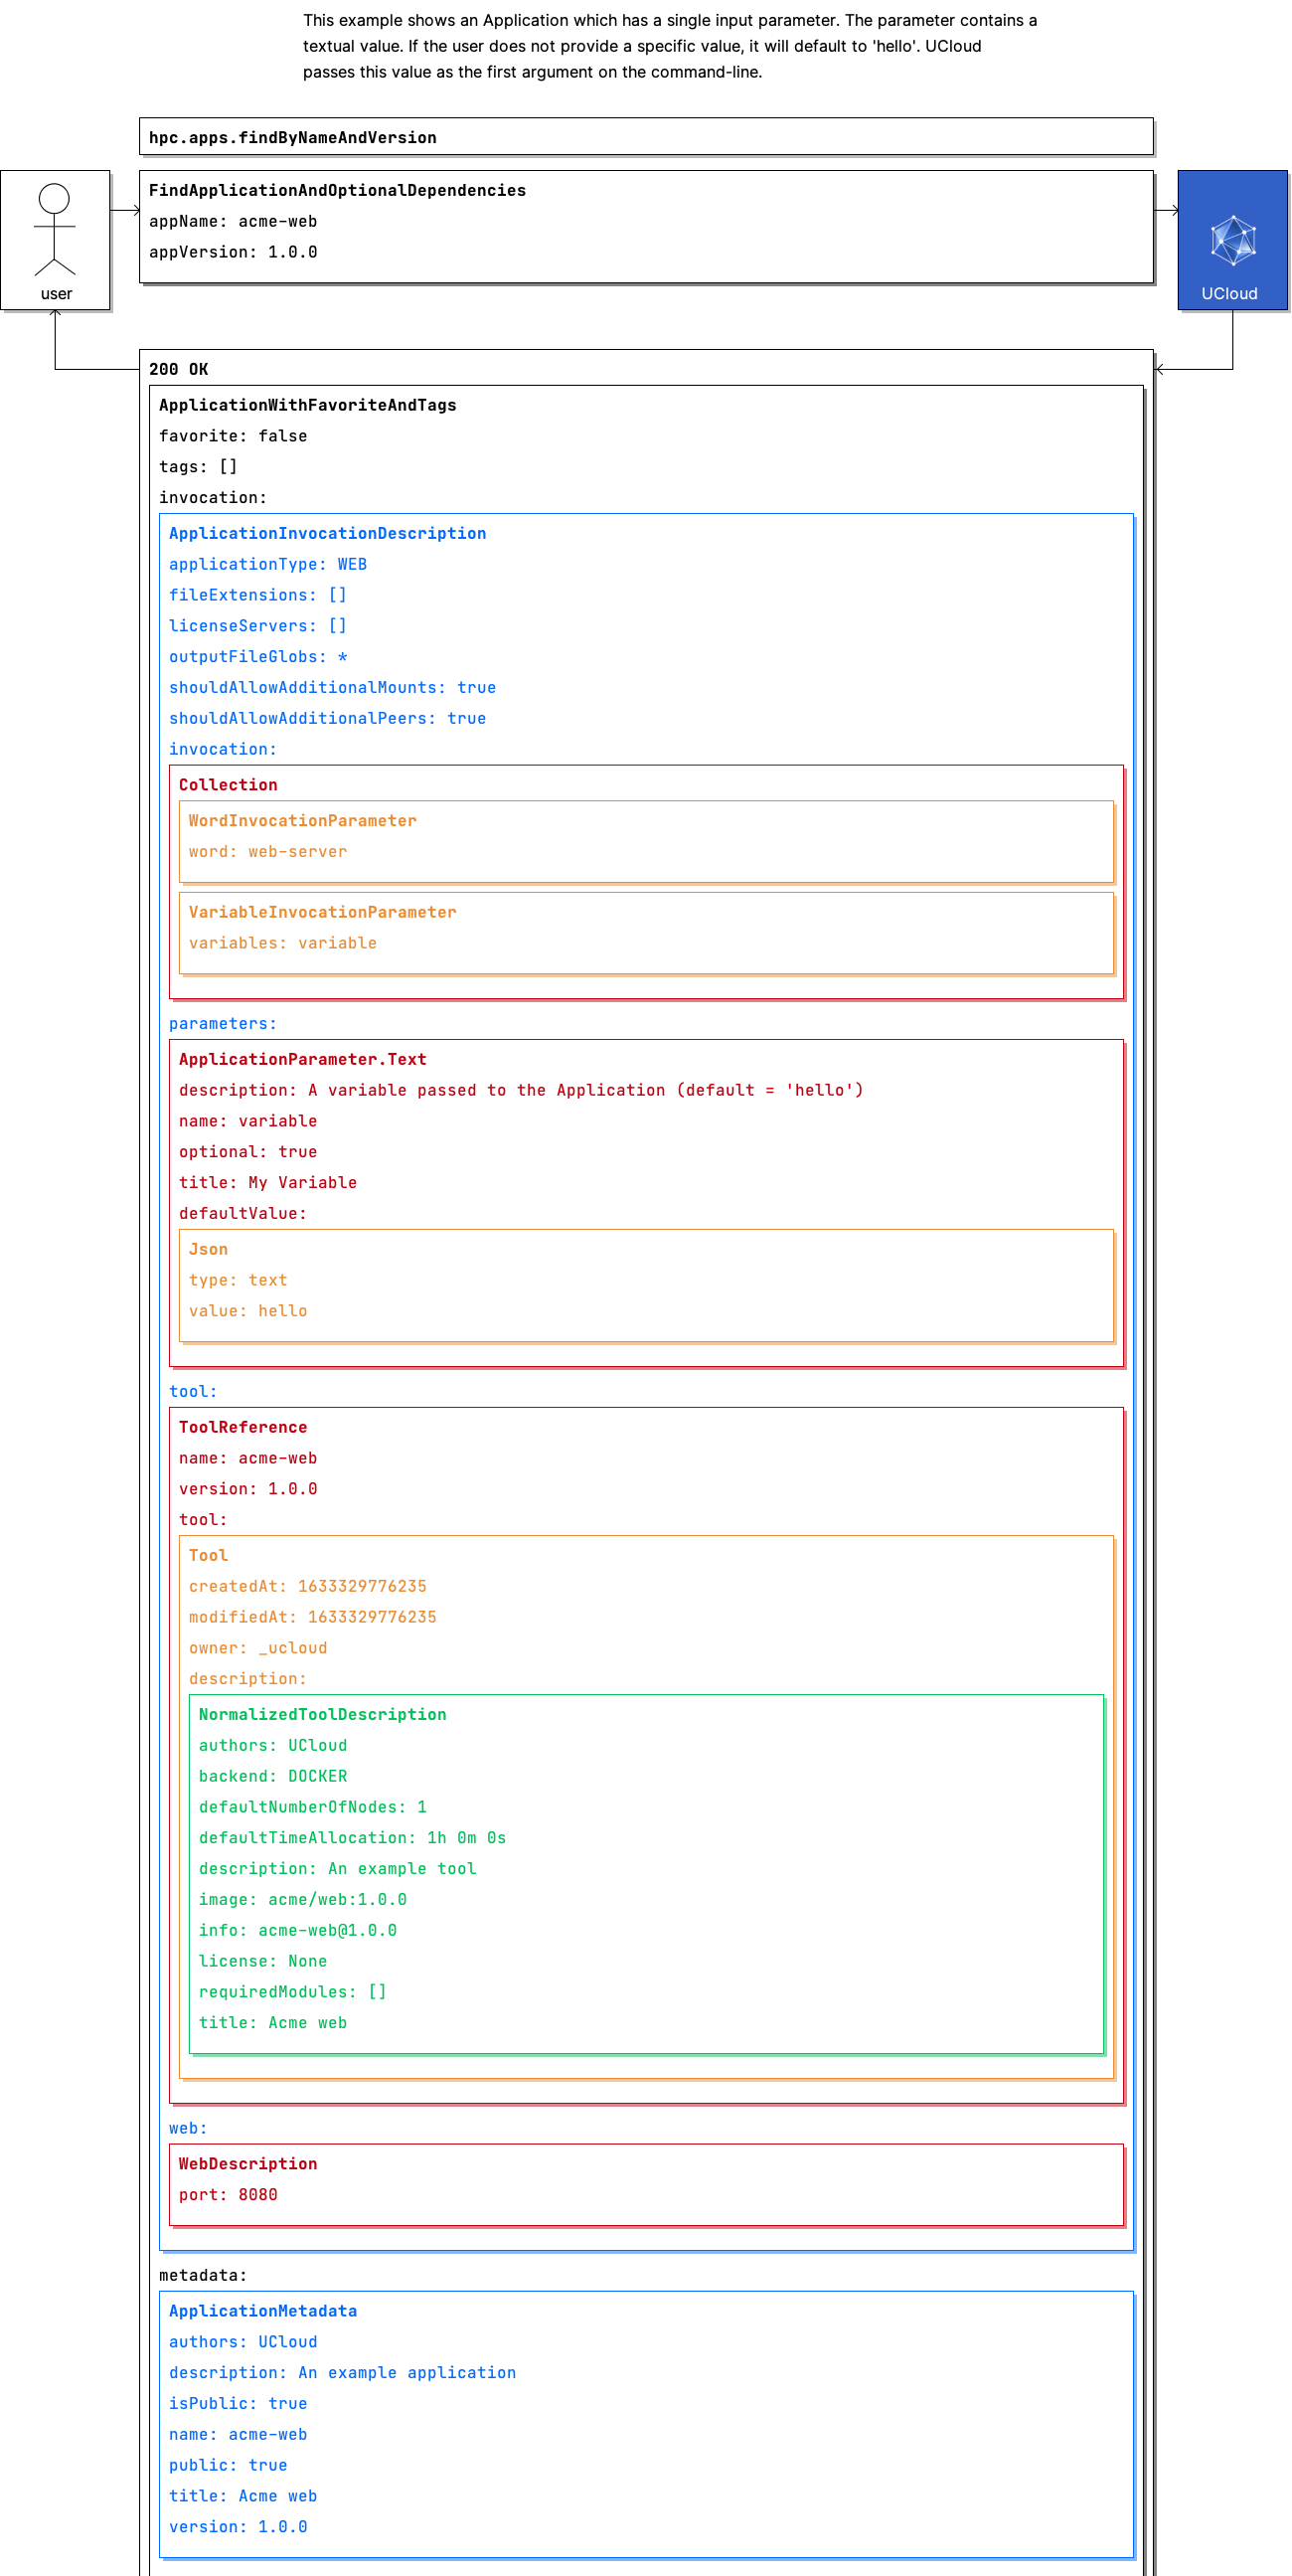 This example shows an Application which has a single input parameter. The parameter contains a
textual value. If the user does not provide a specific value, it will default to 'hello'. UCloud
passes this value as the first argument on the command-line.
hpc.apps.findByNameAndVersion
FindApplicationAndOptionalDependencies
appName: acme-web
appVersion: 1.0.0
user
UCloud
200 OK
ApplicationWithFavoriteAndTags
favorite: false
tags: []
invocation:
ApplicationInvocationDescription
applicationType: WEB
fileExtensions: []
licenseServers: []
outputFileGlobs: *
shouldAllowAdditionalMounts: true
shouldAllowAdditionalPeers: true
invocation:
Collection
WordInvocationParameter
word: web-server
VariableInvocationParameter
variables: variable
parameters:
ApplicationParameter.Text
description: A variable passed to the Application (default = 'hello')
name: variable
optional: true
title: My Variable
defaultValue:
Json
type: text
value: hello
tool:
ToolReference
name: acme-web
version: 1.0.0
tool:
Tool
createdAt: 1633329776235
modifiedAt: 1633329776235
owner: _ucloud
description:
NormalizedToolDescription
authors: UCloud
backend: DOCKER
defaultNumberOfNodes: 1
defaultTimeAllocation: 1h 0m 0s
description: An example tool
image: acme/web:1.0.0
info: acme-web@1.0.0
license: None
requiredModules: []
title: Acme web
web:
WebDescription
port: 8080
metadata:
ApplicationMetadata
authors: UCloud
description: An example application
isPublic: true
name: acme-web
public: true
title: Acme web
version: 1.0.0